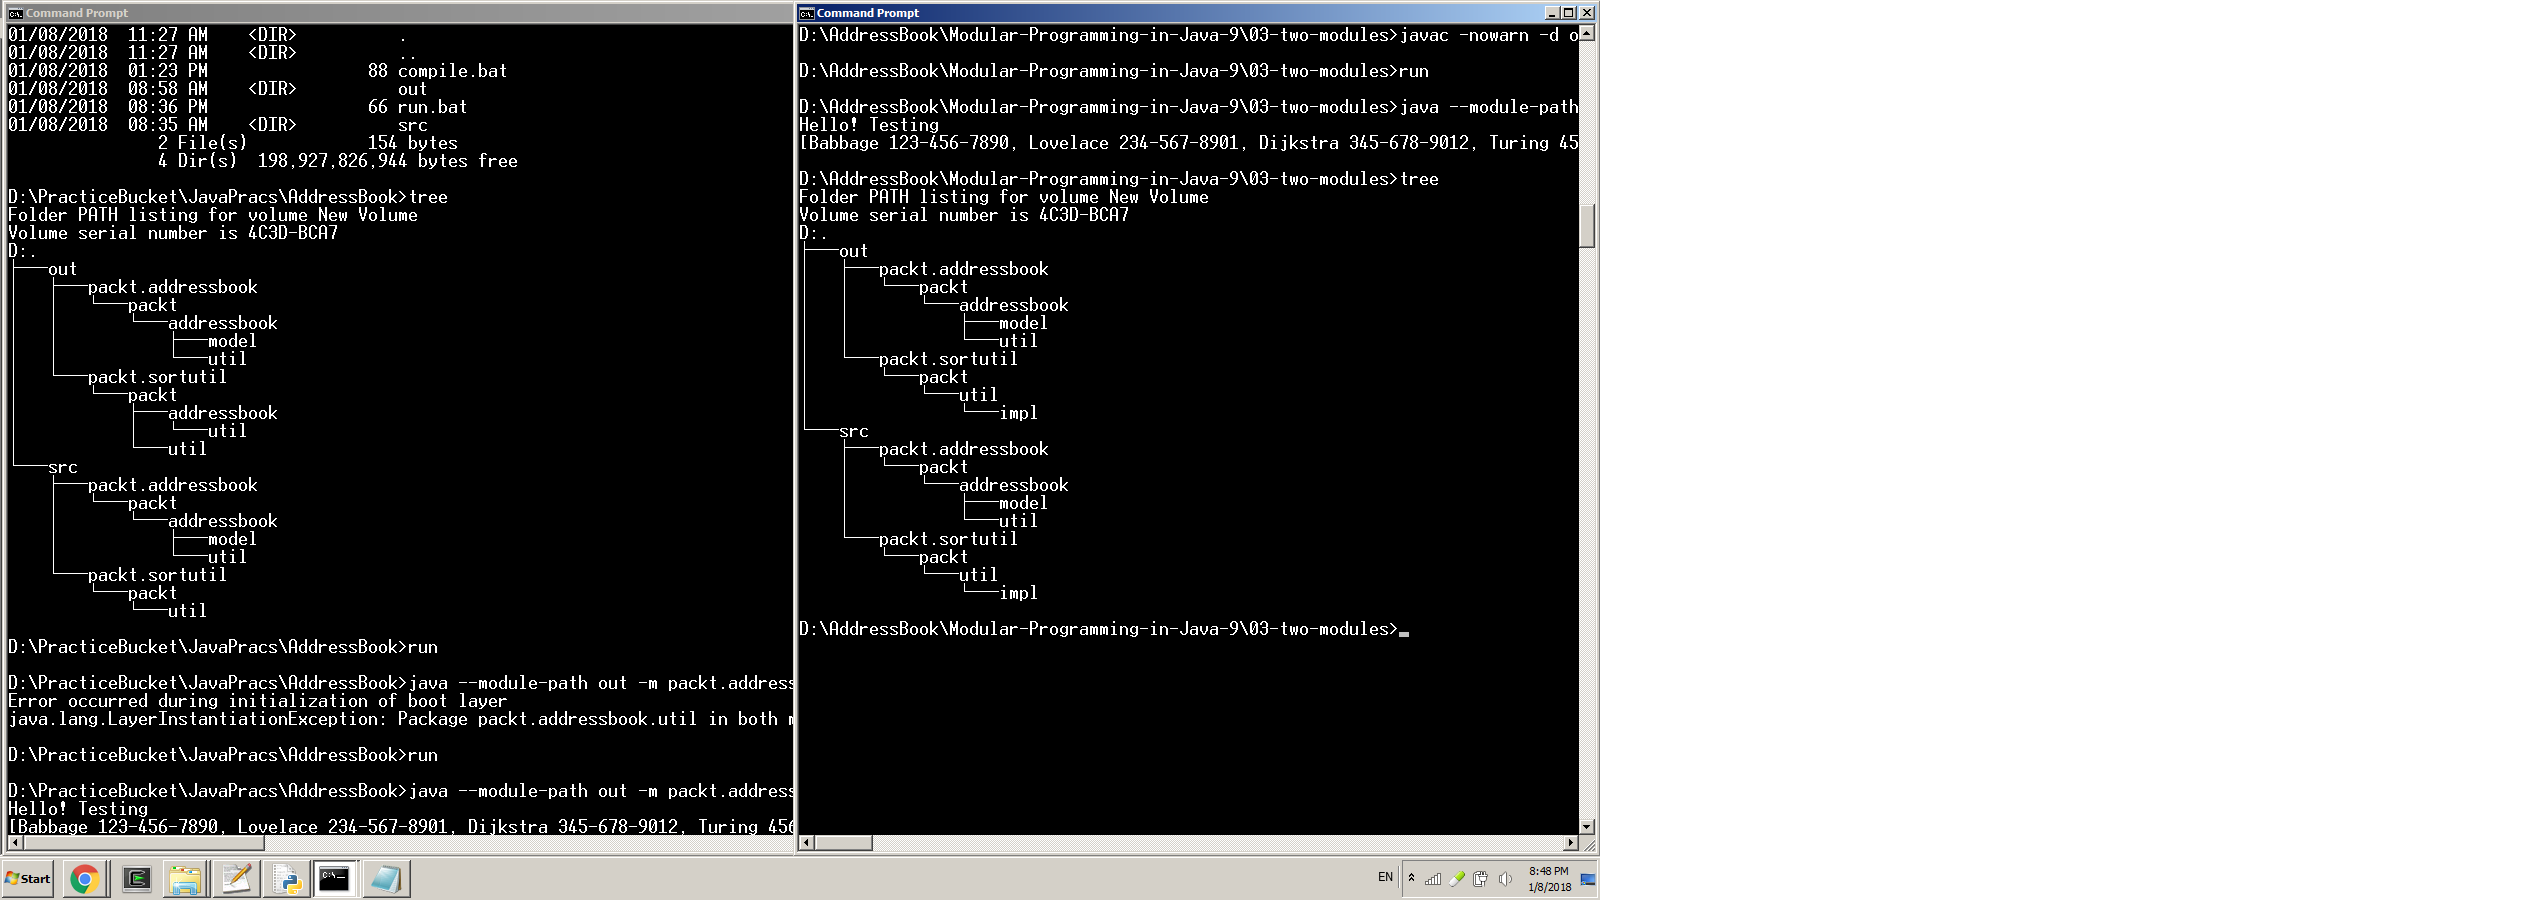 Command Prompt
01/08/2018  11:27 AM    <DIR>          .
01/08/2018  11:27 AM    <DIR>          ..
01/08/2018  01:23 PM                88 compile.bat
01/08/2018  08:58 AM    <DIR>          out
01/08/2018  08:36 PM                66 run.bat
01/08/2018  08:35 AM    <DIR>          src
2 File(s)            154 bytes
4 Dir(s)  198,927,826,944 bytes free
D:\PracticeBucket\JavaPracs\AddressBook>tree
Folder PATH listing for volume New Volume
Volume serial number is 4C3D-BCA7
D:.
out
packt.addressbook
packt
addressbook
model
util
packt.sortutil
packt
addressbook
util
util
src
packt.addressbook
packt
addressbook
model
util
packt.sortutil
packt
util
D:\PracticeBucket\JavaPracs\AddressBook>run
D:\PracticeBucket\JavaPracs\AddressBook>java --module-path out -m packt.address
Error occurred during initialization of boot layer
java.lang.LayerInstantiationException: Package packt.addressbook.util in both m
D:\PracticeBucket\JavaPracs\AddressBook>run
D:\PracticeBucket\JavaPracs\AddressBook>java --module-path out -m packt.address
Hello! Testing
[Babbage 123-456-7890, Lovelace 234-567-8901, Dijkstra 345-678-9012, Turing 456
Command Prompt
D:\AddressBook\Modular-Programming-in-Java-9\03-two-modules>javac -nowarn -d o
D:\AddressBook\Modular-Programming-in-Java-9\03-two-modules>run
D:\AddressBook\Modular-Programming-in-Java-9\03-two-modules>java --module-path
Hello! Testing
[Babbage 123-456-7890, Lovelace 234-567-8901, Dijkstra 345-678-9012, Turing 45
D:\AddressBook\Modular-Programming-in-Java-9\03-two-modules>tree
Folder PATH listing for volume New Volume
Volume serial number is 4C3D-BCA7
D:.
out
packt.addressbook
packt
addressbook
model
util
packt.sortutil
packt
util
impl
src
packt.addressbook
packt
addressbook
model
util
packt.sortutil
packt
util
impl
D:\AddressBook\Modular-Programming-in-Java-9\03-two-modules>
Start
EN
8:48 PM
1/8/2018